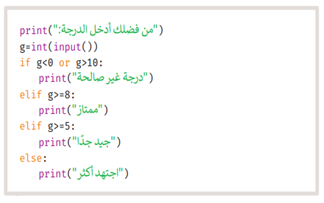 print("من فضلك أدخل الدرجة:")
g=int(input())
if g<0 or g>10:
    print("درجة غير صالحة")
elif g>=8:
    print("ممتاز")
elif g>=5:
    print("جيد جدًا")
else:
    print("اجتهد أكثر")